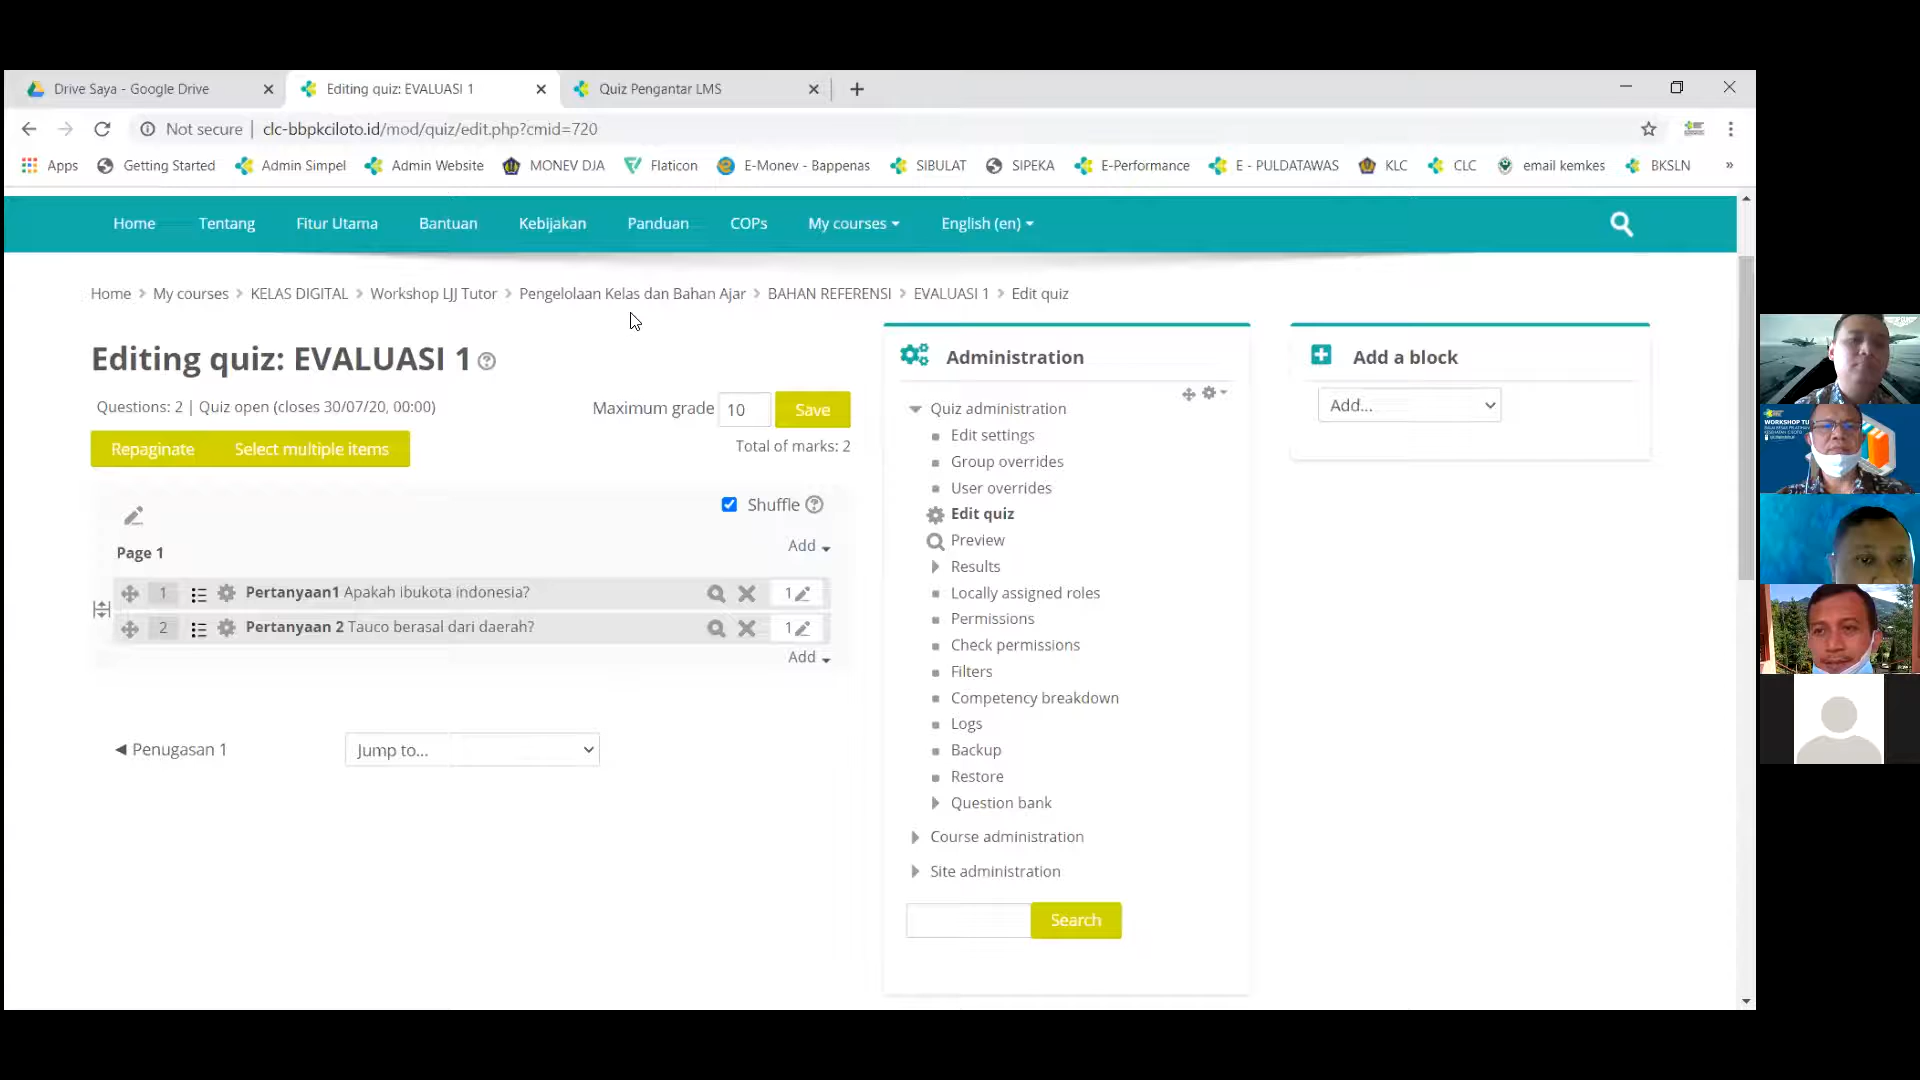 Drive Saya - Google Drive
Editing quiz: EVALUASI 1
Quiz Pengantar LMS
Not secure | clc-bbpkciloto.id/mod/quiz/edit.php?cmid=720
Apps Getting Started Admin Simpel Admin Website MONEV DJA Flaticon E-Monev - Bappenas SIBULAT SIPEKA E-Performance E - PULDATAWAS KLC CLC email kemkes BKSLN »
Home Tentang Fitur Utama Bantuan Kebijakan Panduan COPs My courses English (en)
Home My courses KELAS DIGITAL Workshop LJJ Tutor Pengelolaan Kelas dan Bahan Ajar BAHAN REFERENSI EVALUASI 1 Edit quiz
Editing quiz: EVALUASI 1
Questions: 2 | Quiz open (closes 30/07/20, 00:00)
Maximum grade 10 Save
Total of marks: 2
Repaginate Select multiple items
Shuffle
Page 1
Add
1 Pertanyaan1 Apakah ibukota indonesia? 1
2 Pertanyaan 2 Tauco berasal dari daerah? 1
Add
Penugasan 1
Jump to...
Administration
Quiz administration
Edit settings
Group overrides
User overrides
Edit quiz
Preview
Results
Locally assigned roles
Permissions
Check permissions
Filters
Competency breakdown
Logs
Backup
Restore
Question bank
Course administration
Site administration
Search
Add a block
Add...
WORKSHOP TU